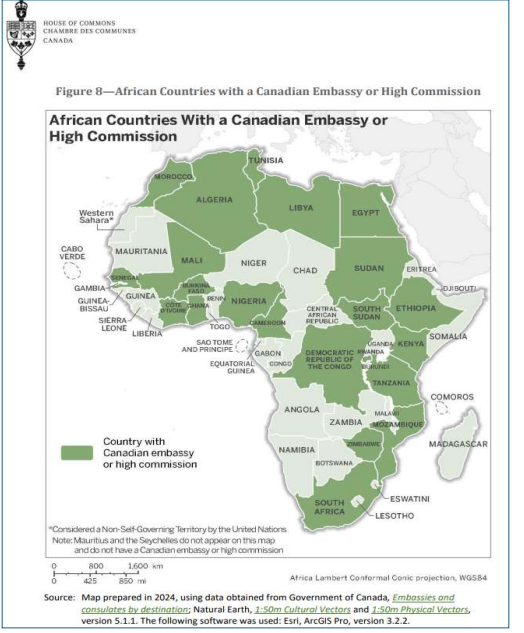 HOUSE OF COMMONS
CHAMBRE DES COMMUNES
CANADA
Figure 8—African Countries with a Canadian Embassy or High Commission
African Countries With a Canadian Embassy or
High Commission
TUNISIA
MOROCCO
ALGERIA
LIBYA
EGYPT
Western
Sahara*
CABO
VERDE
MAURITANIA
MALI
NIGER
CHAD
SUDAN
ERITREA
SENEGAL
GAMBIA
GUINEA-
BISSAU
GUINEA
BURKINA
FASO
BENIN
NIGERIA
DJIBOUTI
SIERRA
LEONE
LIBERIA
CÔTE
D'IVOIRE
GHANA
TOGO
CAMEROON
CENTRAL
AFRICAN
REPUBLIC
SOUTH
SUDAN
ETHIOPIA
SOMALIA
SAO TOME
AND PRINCIPE
EQUATORIAL
GUINEA
GABON
CONGO
DEMOCRATIC
REPUBLIC OF
THE CONGO
UGANDA
RWANDA
BURUNDI
KENYA
TANZANIA
COMOROS
ANGOLA
ZAMBIA
MALAWI
MOZAMBIQUE
ZIMBABWE
MADAGASCAR
NAMIBIA
BOTSWANA
SOUTH
AFRICA
ESWATINI
LESOTHO
Country with
Canadian embassy
or high commission
*Considered a Non-Self-Governing Territory by the United Nations
Note: Mauritius and the Seychelles do not appear on this map
and do not have a Canadian embassy or high commission
0 800 1,600 km
0 425 850 mi
Africa Lambert Conformal Conic projection, WGS84
Source: Map prepared in 2024, using data obtained from Government of Canada, Embassies and
consulates by destination; Natural Earth, 1:50m Cultural Vectors and 1:50m Physical Vectors,
version 5.1.1. The following software was used: Esri, ArcGIS Pro, version 3.2.2.